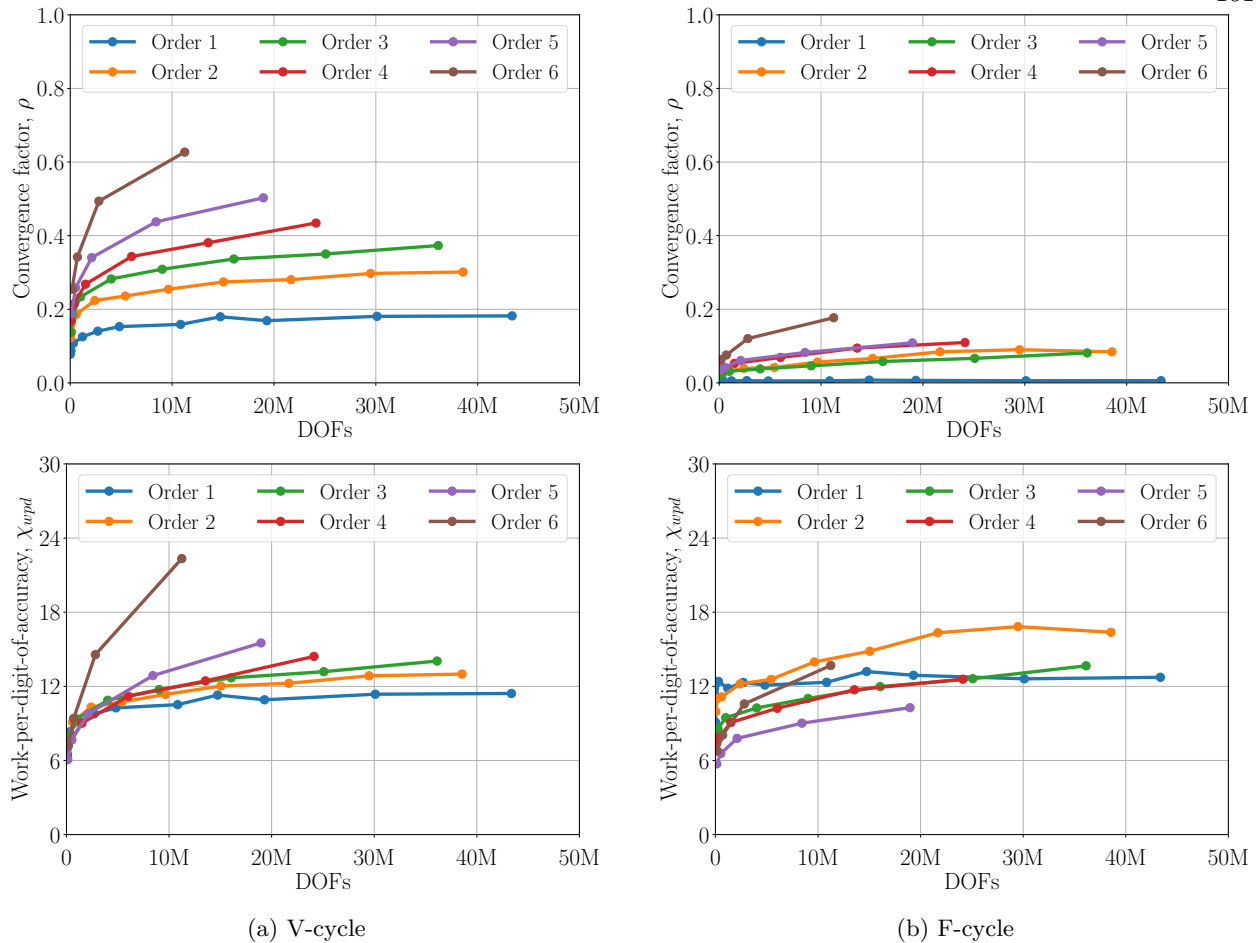 1.0
0.8
0.6
0.4
0.2
0.0
Convergence factor, ρ
Order 1 Order 3 Order 5
Order 2 Order 4 Order 6
0 10M 20M 30M 40M 50M
DOFs
1.0
0.8
0.6
0.4
0.2
0.0
Convergence factor, ρ
Order 1 Order 3 Order 5
Order 2 Order 4 Order 6
0 10M 20M 30M 40M 50M
DOFs
30
24
18
12
6
0
Work-per-digit-of-accuracy, χwpd
Order 1 Order 3 Order 5
Order 2 Order 4 Order 6
0 10M 20M 30M 40M 50M
DOFs
30
24
18
12
6
0
Work-per-digit-of-accuracy, χwpd
Order 1 Order 3 Order 5
Order 2 Order 4 Order 6
0 10M 20M 30M 40M 50M
DOFs
(a) V-cycle
(b) F-cycle